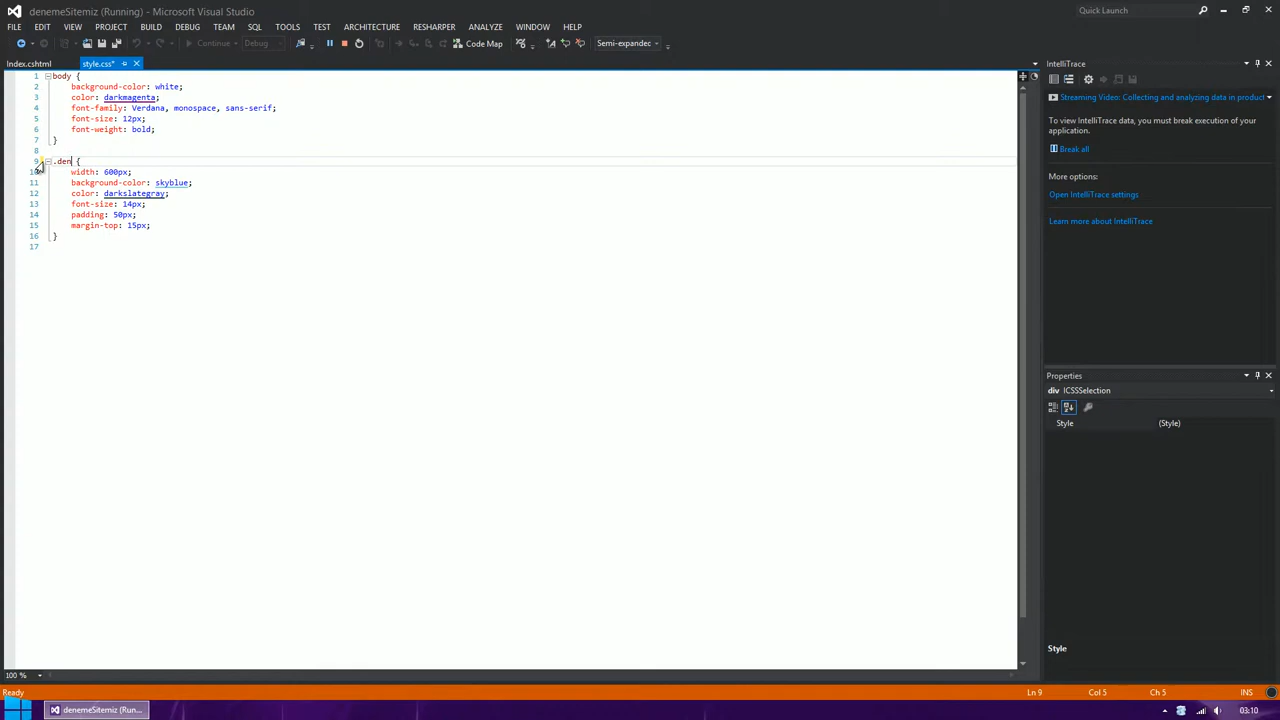 denemeSitemiz (Running) - Microsoft Visual Studio
Quick Launch
FILE EDIT VIEW PROJECT BUILD DEBUG TEAM SQL TOOLS TEST ARCHITECTURE RESHARPER ANALYZE WINDOW HELP
Continue Debug Code Map Semi-expanded
Index.cshtml style.css*
1 body {
2 background-color: white;
3 color: darkmagenta;
4 font-family: Verdana, monospace, sans-serif;
5 font-size: 12px;
6 font-weight: bold;
7 }
8
9 .den {
10 width: 600px;
11 background-color: skyblue;
12 color: darkslategray;
13 font-size: 14px;
14 padding: 50px;
15 margin-top: 15px;
16 }
17
IntelliTrace
Streaming Video: Collecting and analyzing data in product
To view IntelliTrace data, you must break execution of your
application.
Break all
More options:
Open IntelliTrace settings
Learn more about IntelliTrace
Properties
div ICSSSelection
Style (Style)
Style
100 %
Ready Ln 9 Col 5 Ch 5 INS
denemeSitemiz (Run... 03:10